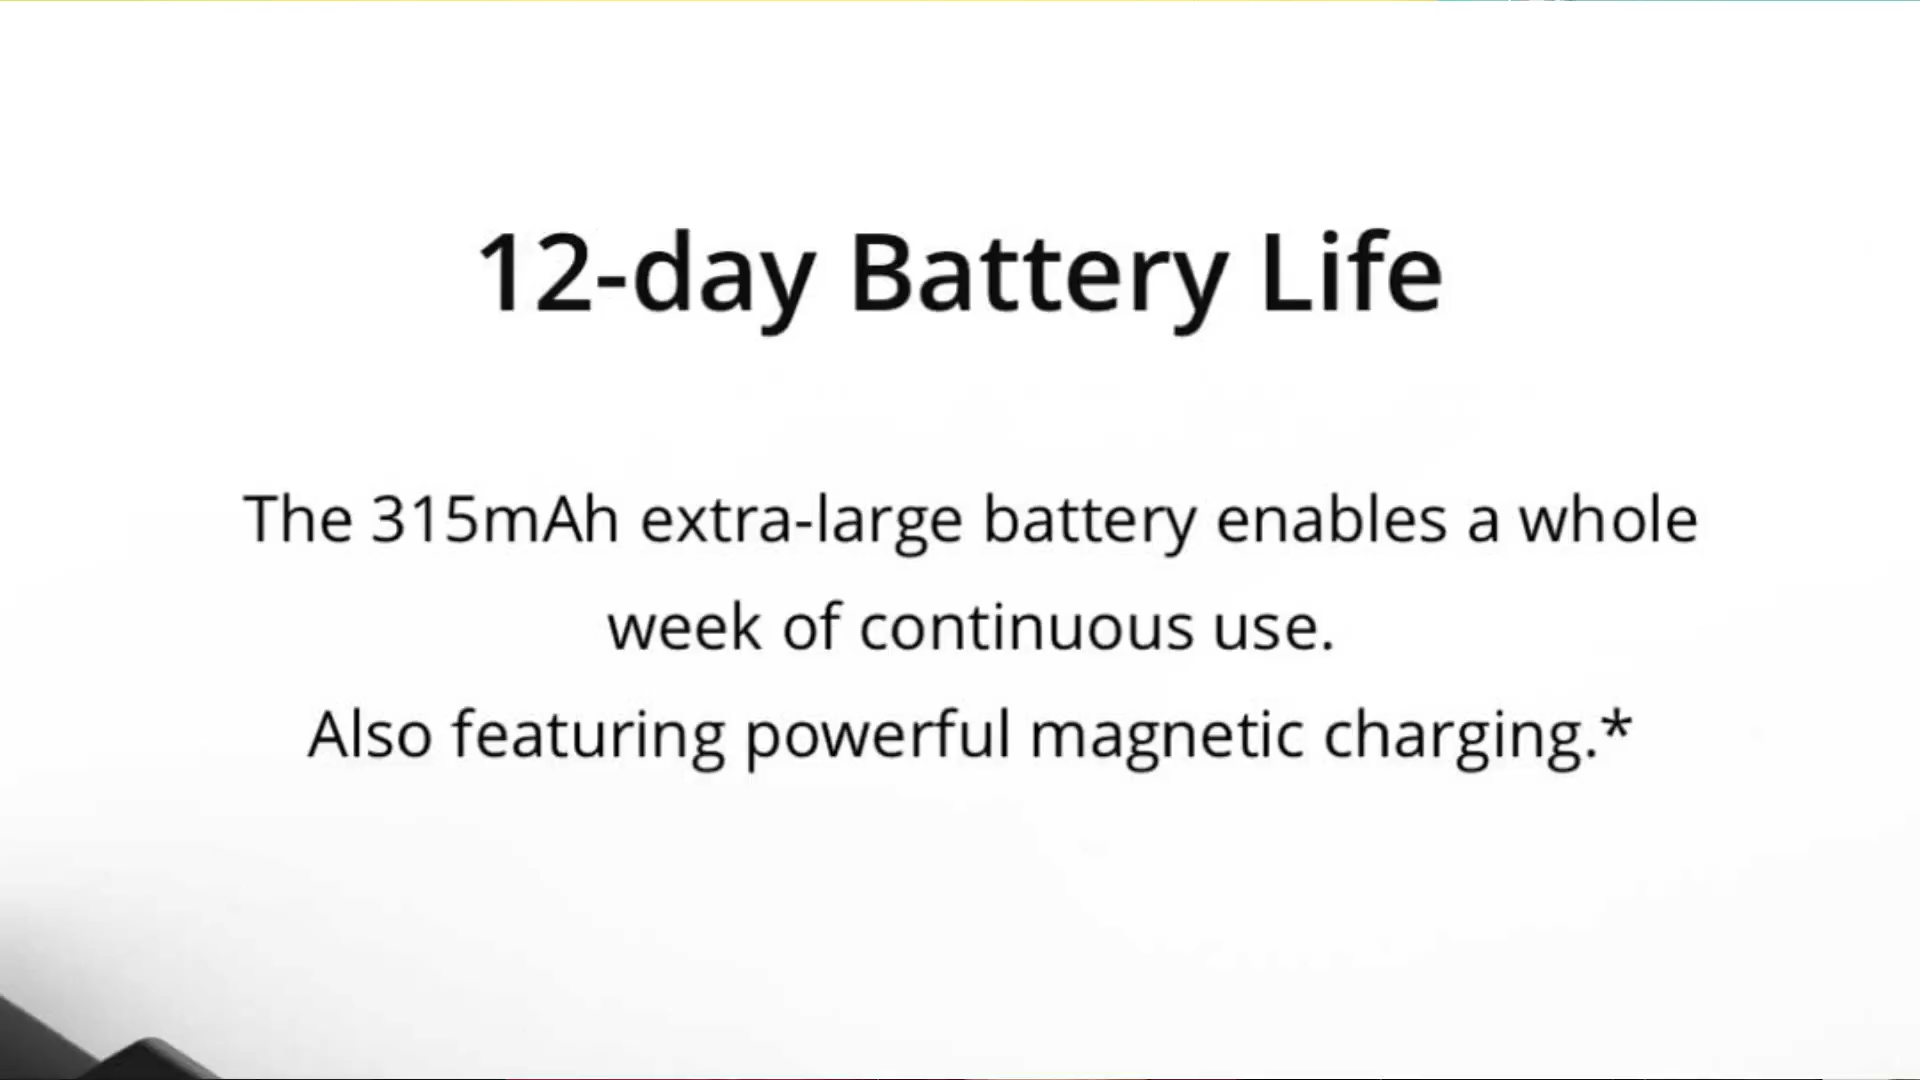 12-day Battery Life
The 315mAh extra-large battery enables a whole
week of continuous use.
Also featuring powerful magnetic charging.*